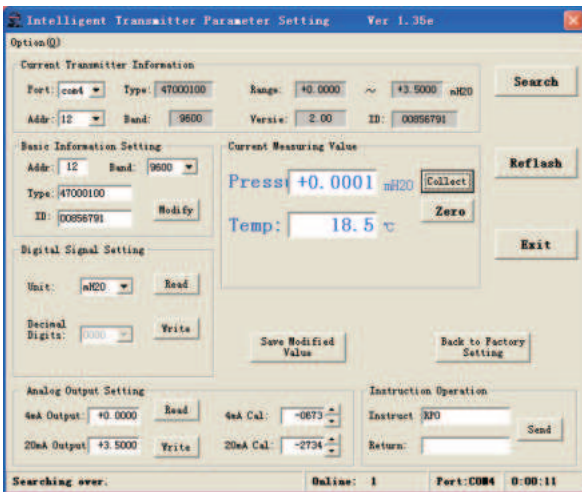 Intelligent Transmitter Parameter Setting Ver 1.35e
Option(O)
Current Transmitter Information
Port: com4 Type: 47000100 Range: +0.0000 ~ +3.5000 mH2O
Addr: 12 Band: 9600 Versie: 2.00 ID: 00856791
Search
Basic Information Setting
Addr: 12 Band: 9600
Type: 47000100
ID: 00856791
Modify
Current Measuring Value
Press +0.0001 mH2O Collect
Zero
Temp: 18.5 ℃
Reflash
Exit
Digital Signal Setting
Unit: mH2O Read
Decimal
Digits: 0000 Write
Save Modified
Value
Back to Factory
Setting
Analog Output Setting
4mA Output: +0.0000 Read 4mA Cal: -0673
20mA Output +3.5000 Write 20mA Cal: -2734
Instruction Operation
Instruct RPO
Send
Return:
Searching over. Online: 1 Port:COM4 0:00:11